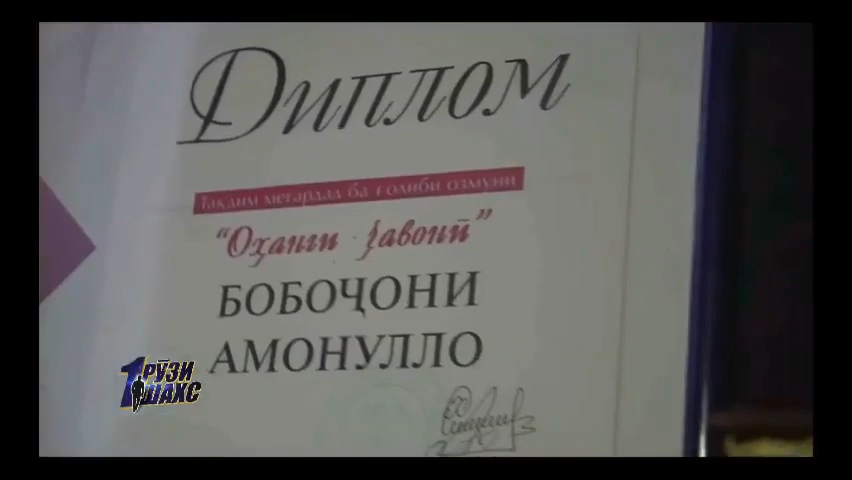 Диплом
Тақдим мегардад ба ғолиби озмуни
"Оҳанги ҷавонӣ"
БОБОҶОНИ
АМОНУЛЛО
1 РӮЗИ
ШАХС